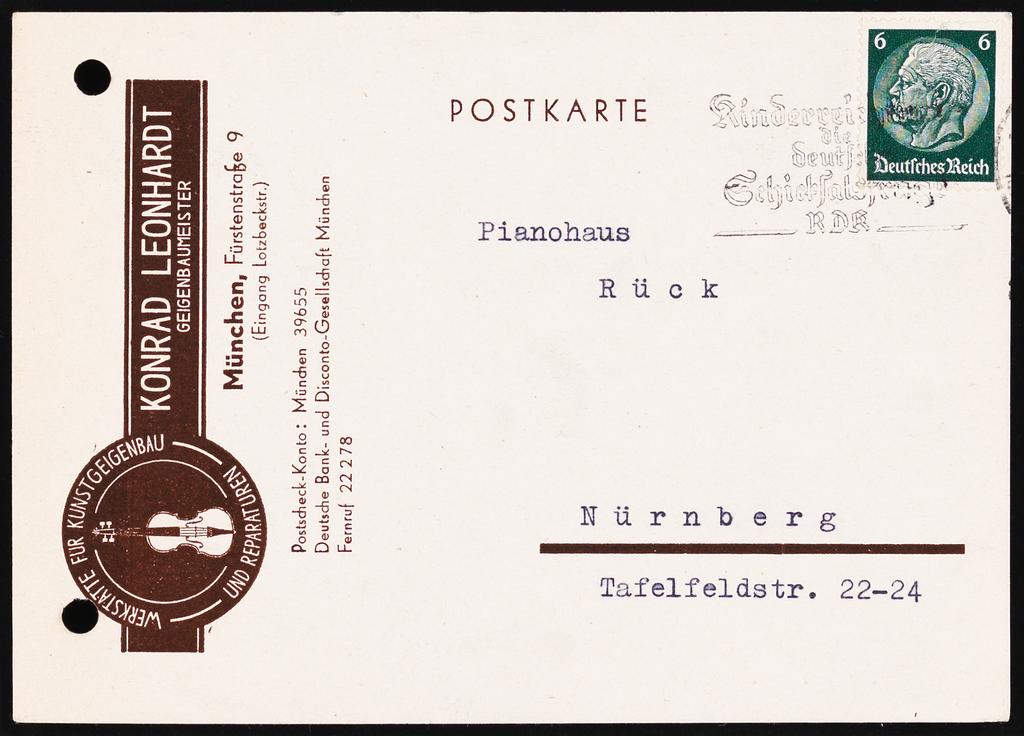 KONRAD LEONHARDT
GEIGENBAUMEISTER
WERKSTÄTTE FÜR KUNSTGEIGENBAU
UND REPARATUREN
München, Fürstenstraße 9
(Eingang Lotzbeckstr.)
Postscheck-Konto: München 39655
Deutsche Bank- und Disconto-Gesellschaft München
Fernruf 22278
POSTKARTE
6 6
Deutsches Reich
die
RDK
Pianohaus
Rück
Nürnberg
Tafelfeldstr. 22-24